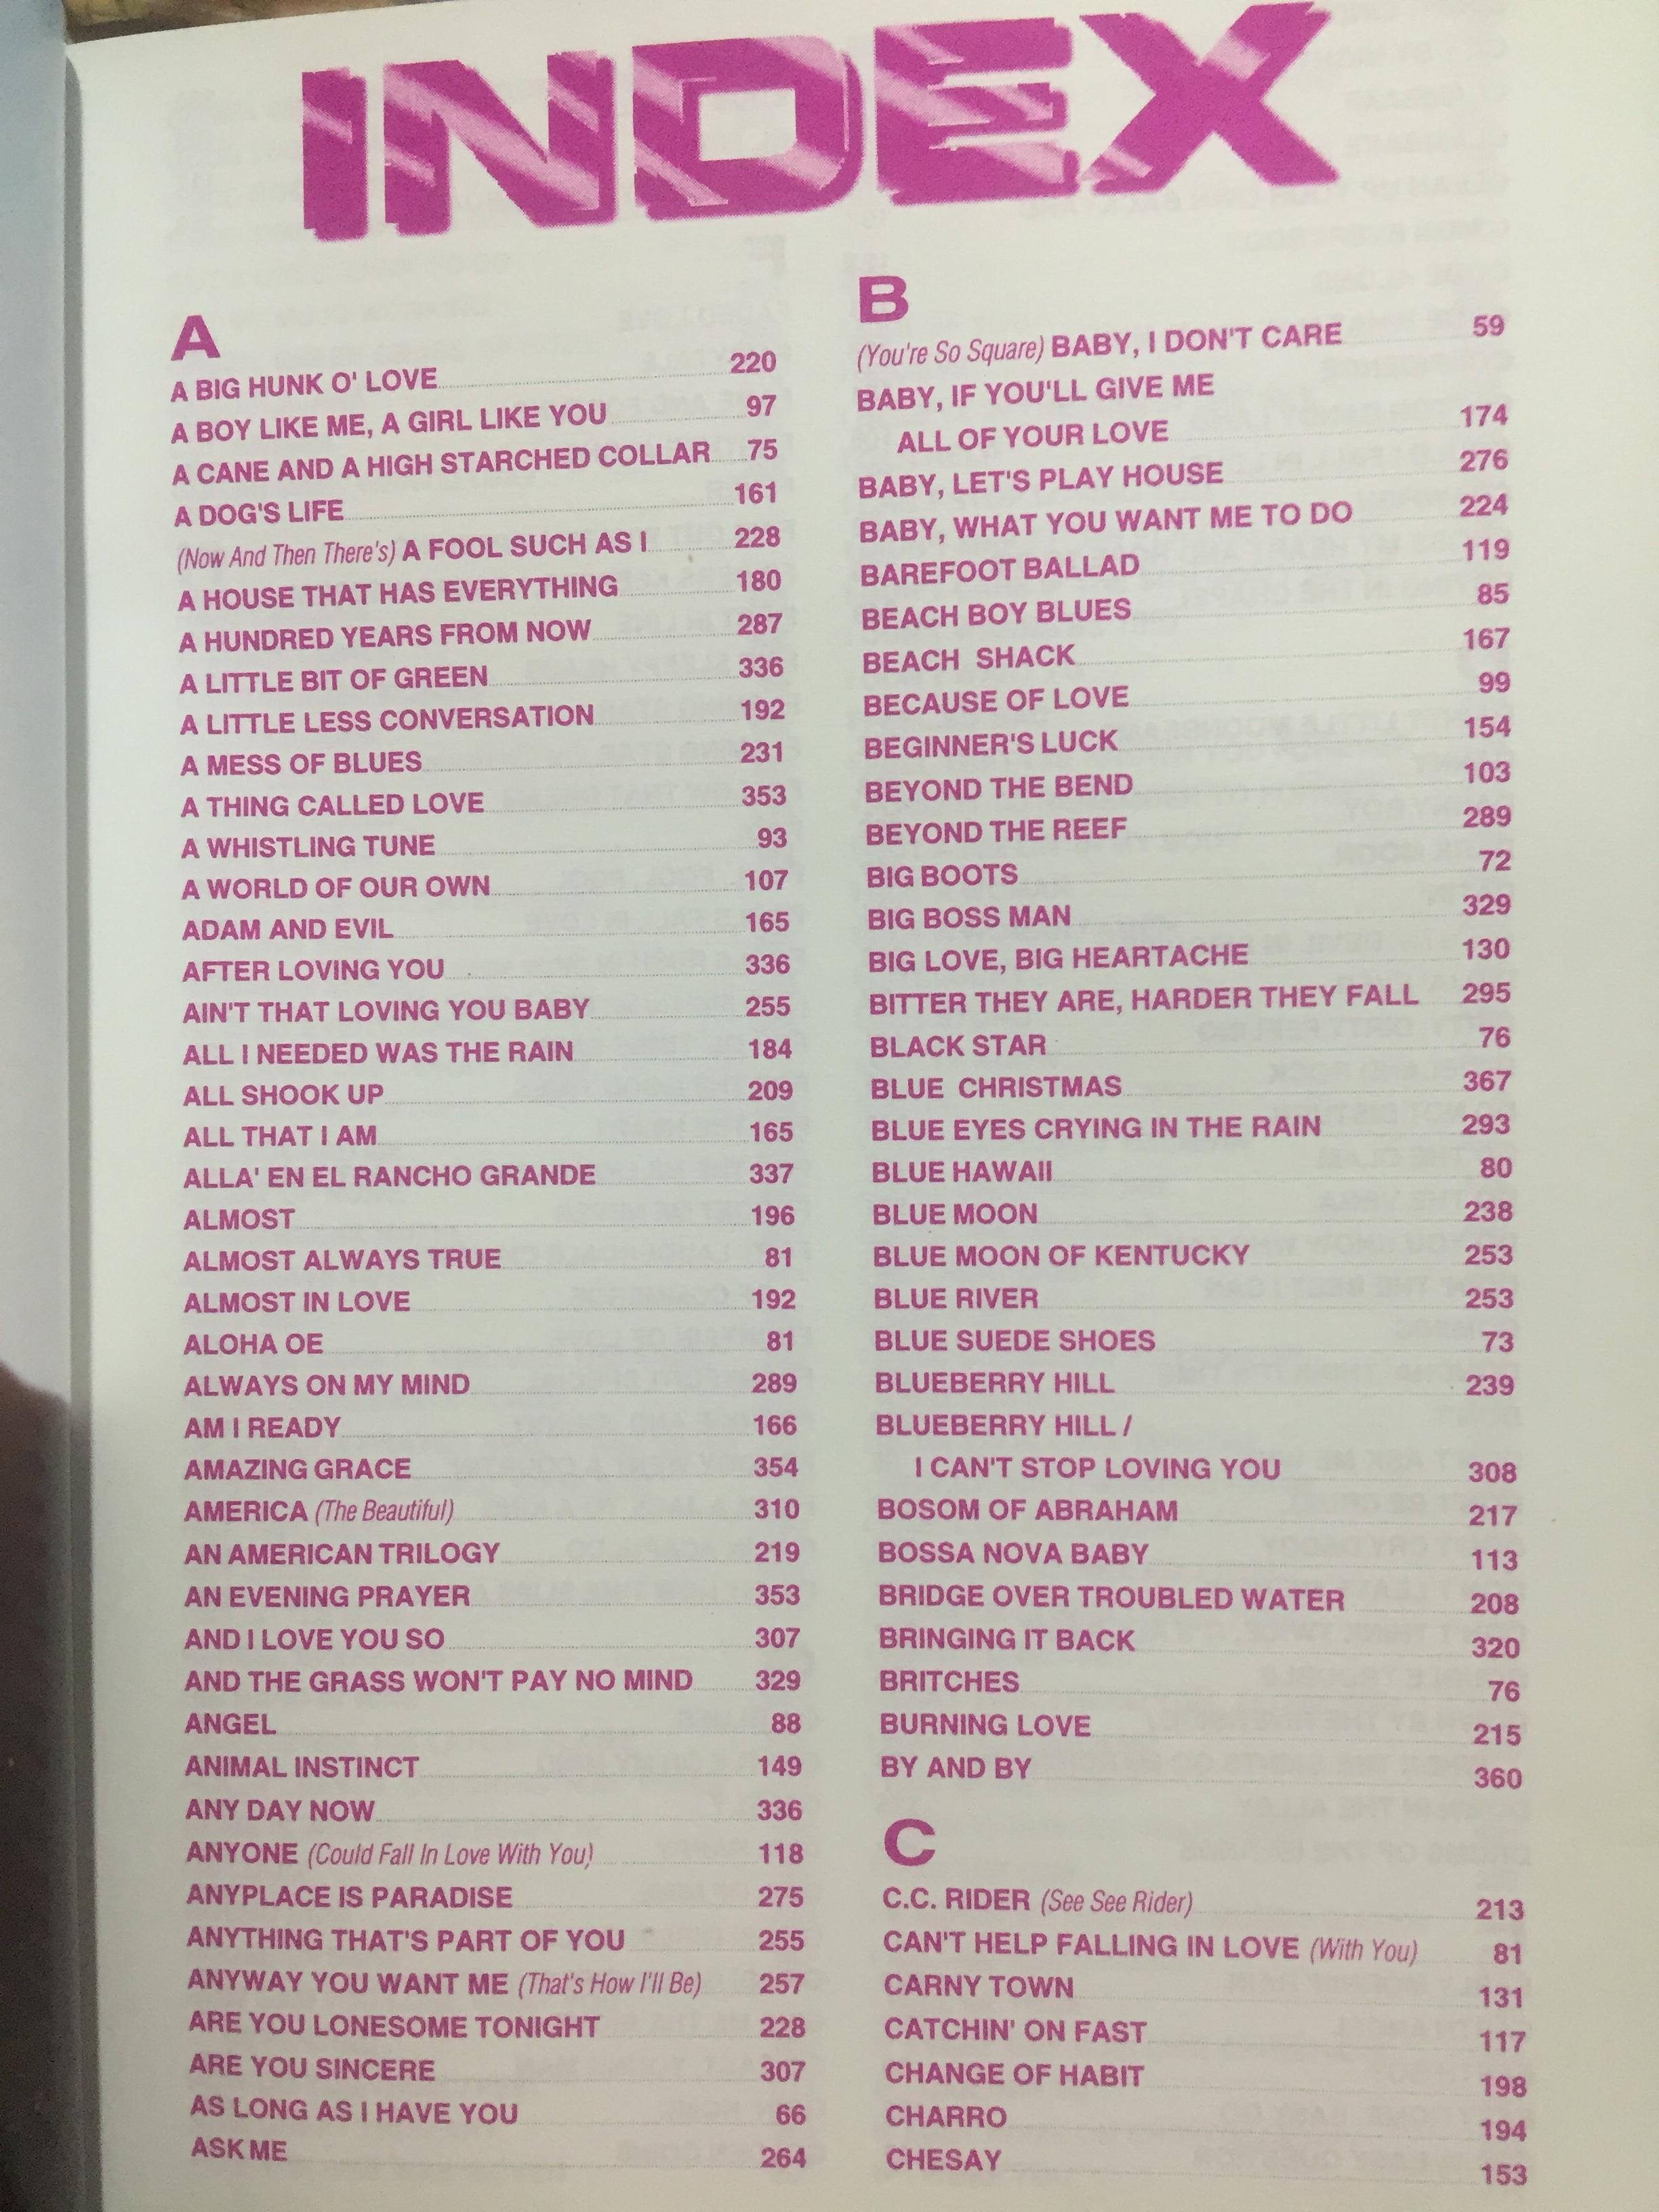 INDEX
A
A BIG HUNK O' LOVE 220
A BOY LIKE ME, A GIRL LIKE YOU 97
A CANE AND A HIGH STARCHED COLLAR 75
A DOG'S LIFE 161
(Now And Then There's) A FOOL SUCH AS I 228
A HOUSE THAT HAS EVERYTHING 180
A HUNDRED YEARS FROM NOW 287
A LITTLE BIT OF GREEN 336
A LITTLE LESS CONVERSATION 192
A MESS OF BLUES 231
A THING CALLED LOVE 353
A WHISTLING TUNE 93
A WORLD OF OUR OWN 107
ADAM AND EVIL 165
AFTER LOVING YOU 336
AIN'T THAT LOVING YOU BABY 255
ALL I NEEDED WAS THE RAIN 184
ALL SHOOK UP 209
ALL THAT I AM 165
ALLA' EN EL RANCHO GRANDE 337
ALMOST 196
ALMOST ALWAYS TRUE 81
ALMOST IN LOVE 192
ALOHA OE 81
ALWAYS ON MY MIND 289
AM I READY 166
AMAZING GRACE 354
AMERICA (The Beautiful) 310
AN AMERICAN TRILOGY 219
AN EVENING PRAYER 353
AND I LOVE YOU SO 307
AND THE GRASS WON'T PAY NO MIND 329
ANGEL 88
ANIMAL INSTINCT 149
ANY DAY NOW 336
ANYONE (Could Fall In Love With You) 118
ANYPLACE IS PARADISE 275
ANYTHING THAT'S PART OF YOU 255
ANYWAY YOU WANT ME (That's How I'll Be) 257
ARE YOU LONESOME TONIGHT 228
ARE YOU SINCERE 307
AS LONG AS I HAVE YOU 66
ASK ME 264
B
(You're So Square) BABY, I DON'T CARE 59
BABY, IF YOU'LL GIVE ME
ALL OF YOUR LOVE 174
BABY, LET'S PLAY HOUSE 276
BABY, WHAT YOU WANT ME TO DO 224
BAREFOOT BALLAD 119
BEACH BOY BLUES 85
BEACH SHACK 167
BECAUSE OF LOVE 99
BEGINNER'S LUCK 154
BEYOND THE BEND 103
BEYOND THE REEF 289
BIG BOOTS 72
BIG BOSS MAN 329
BIG LOVE, BIG HEARTACHE 130
BITTER THEY ARE, HARDER THEY FALL 295
BLACK STAR 76
BLUE CHRISTMAS 367
BLUE EYES CRYING IN THE RAIN 293
BLUE HAWAII 80
BLUE MOON 238
BLUE MOON OF KENTUCKY 253
BLUE RIVER 253
BLUE SUEDE SHOES 73
BLUEBERRY HILL 239
BLUEBERRY HILL /
I CAN'T STOP LOVING YOU 308
BOSOM OF ABRAHAM 217
BOSSA NOVA BABY 113
BRIDGE OVER TROUBLED WATER 208
BRINGING IT BACK 320
BRITCHES 76
BURNING LOVE 215
BY AND BY 360
C
C.C. RIDER (See See Rider) 213
CAN'T HELP FALLING IN LOVE (With You) 81
CARNY TOWN 131
CATCHIN' ON FAST 117
CHANGE OF HABIT 198
CHARRO 194
CHESAY 153